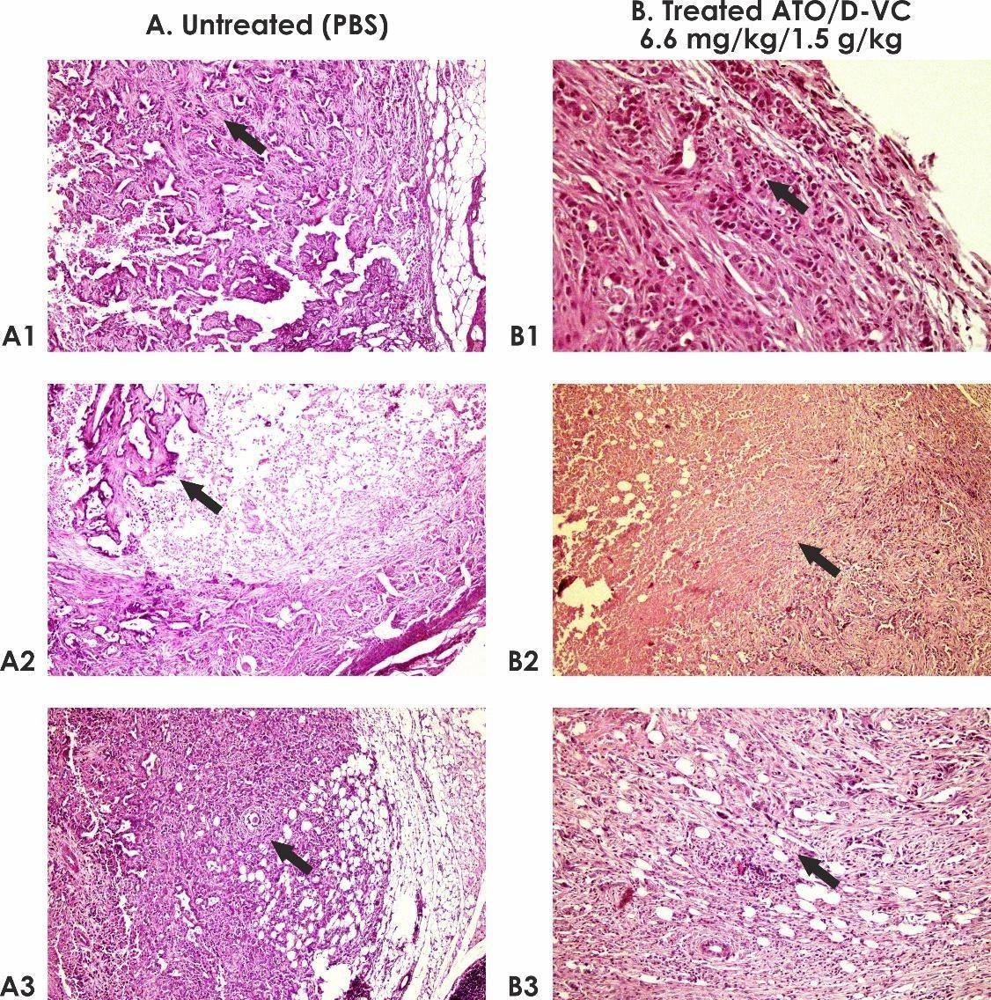 A. Untreated (PBS)
B. Treated ATO/D-VC
6.6 mg/kg/1.5 g/kg
A1
B1
A2
B2
A3
B3